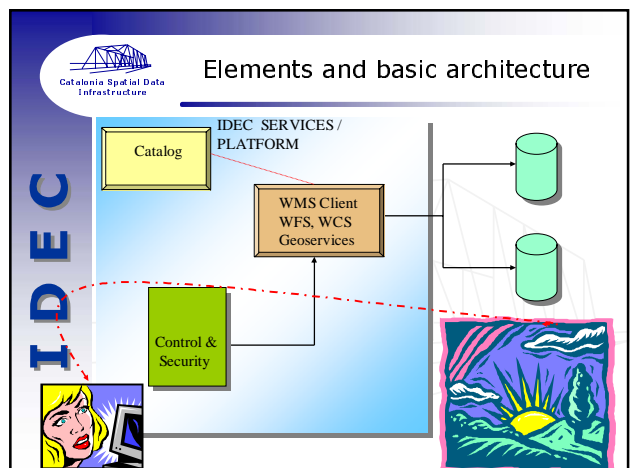 Elements and basic architecture
Catalonia Spatial Data
Infrastructure
IDEC
IDEC SERVICES /
PLATFORM
Catalog
WMS Client
WFS, WCS
Geoservices
Control &
Security